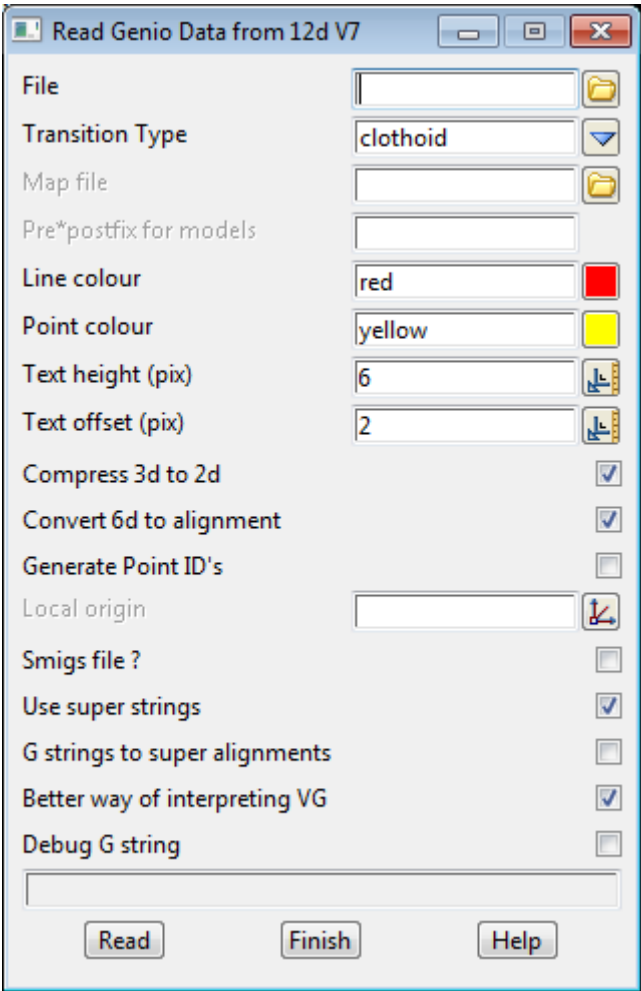 Read Genio Data from 12d V7
File
Transition Type clothoid
Map file
Pre*postfix for models
Line colour red
Point colour yellow
Text height (pix) 6
Text offset (pix) 2
Compress 3d to 2d
Convert 6d to alignment
Generate Point ID's
Local origin
Smigs file ?
Use super strings
G strings to super alignments
Better way of interpreting VG
Debug G string
Read Finish Help